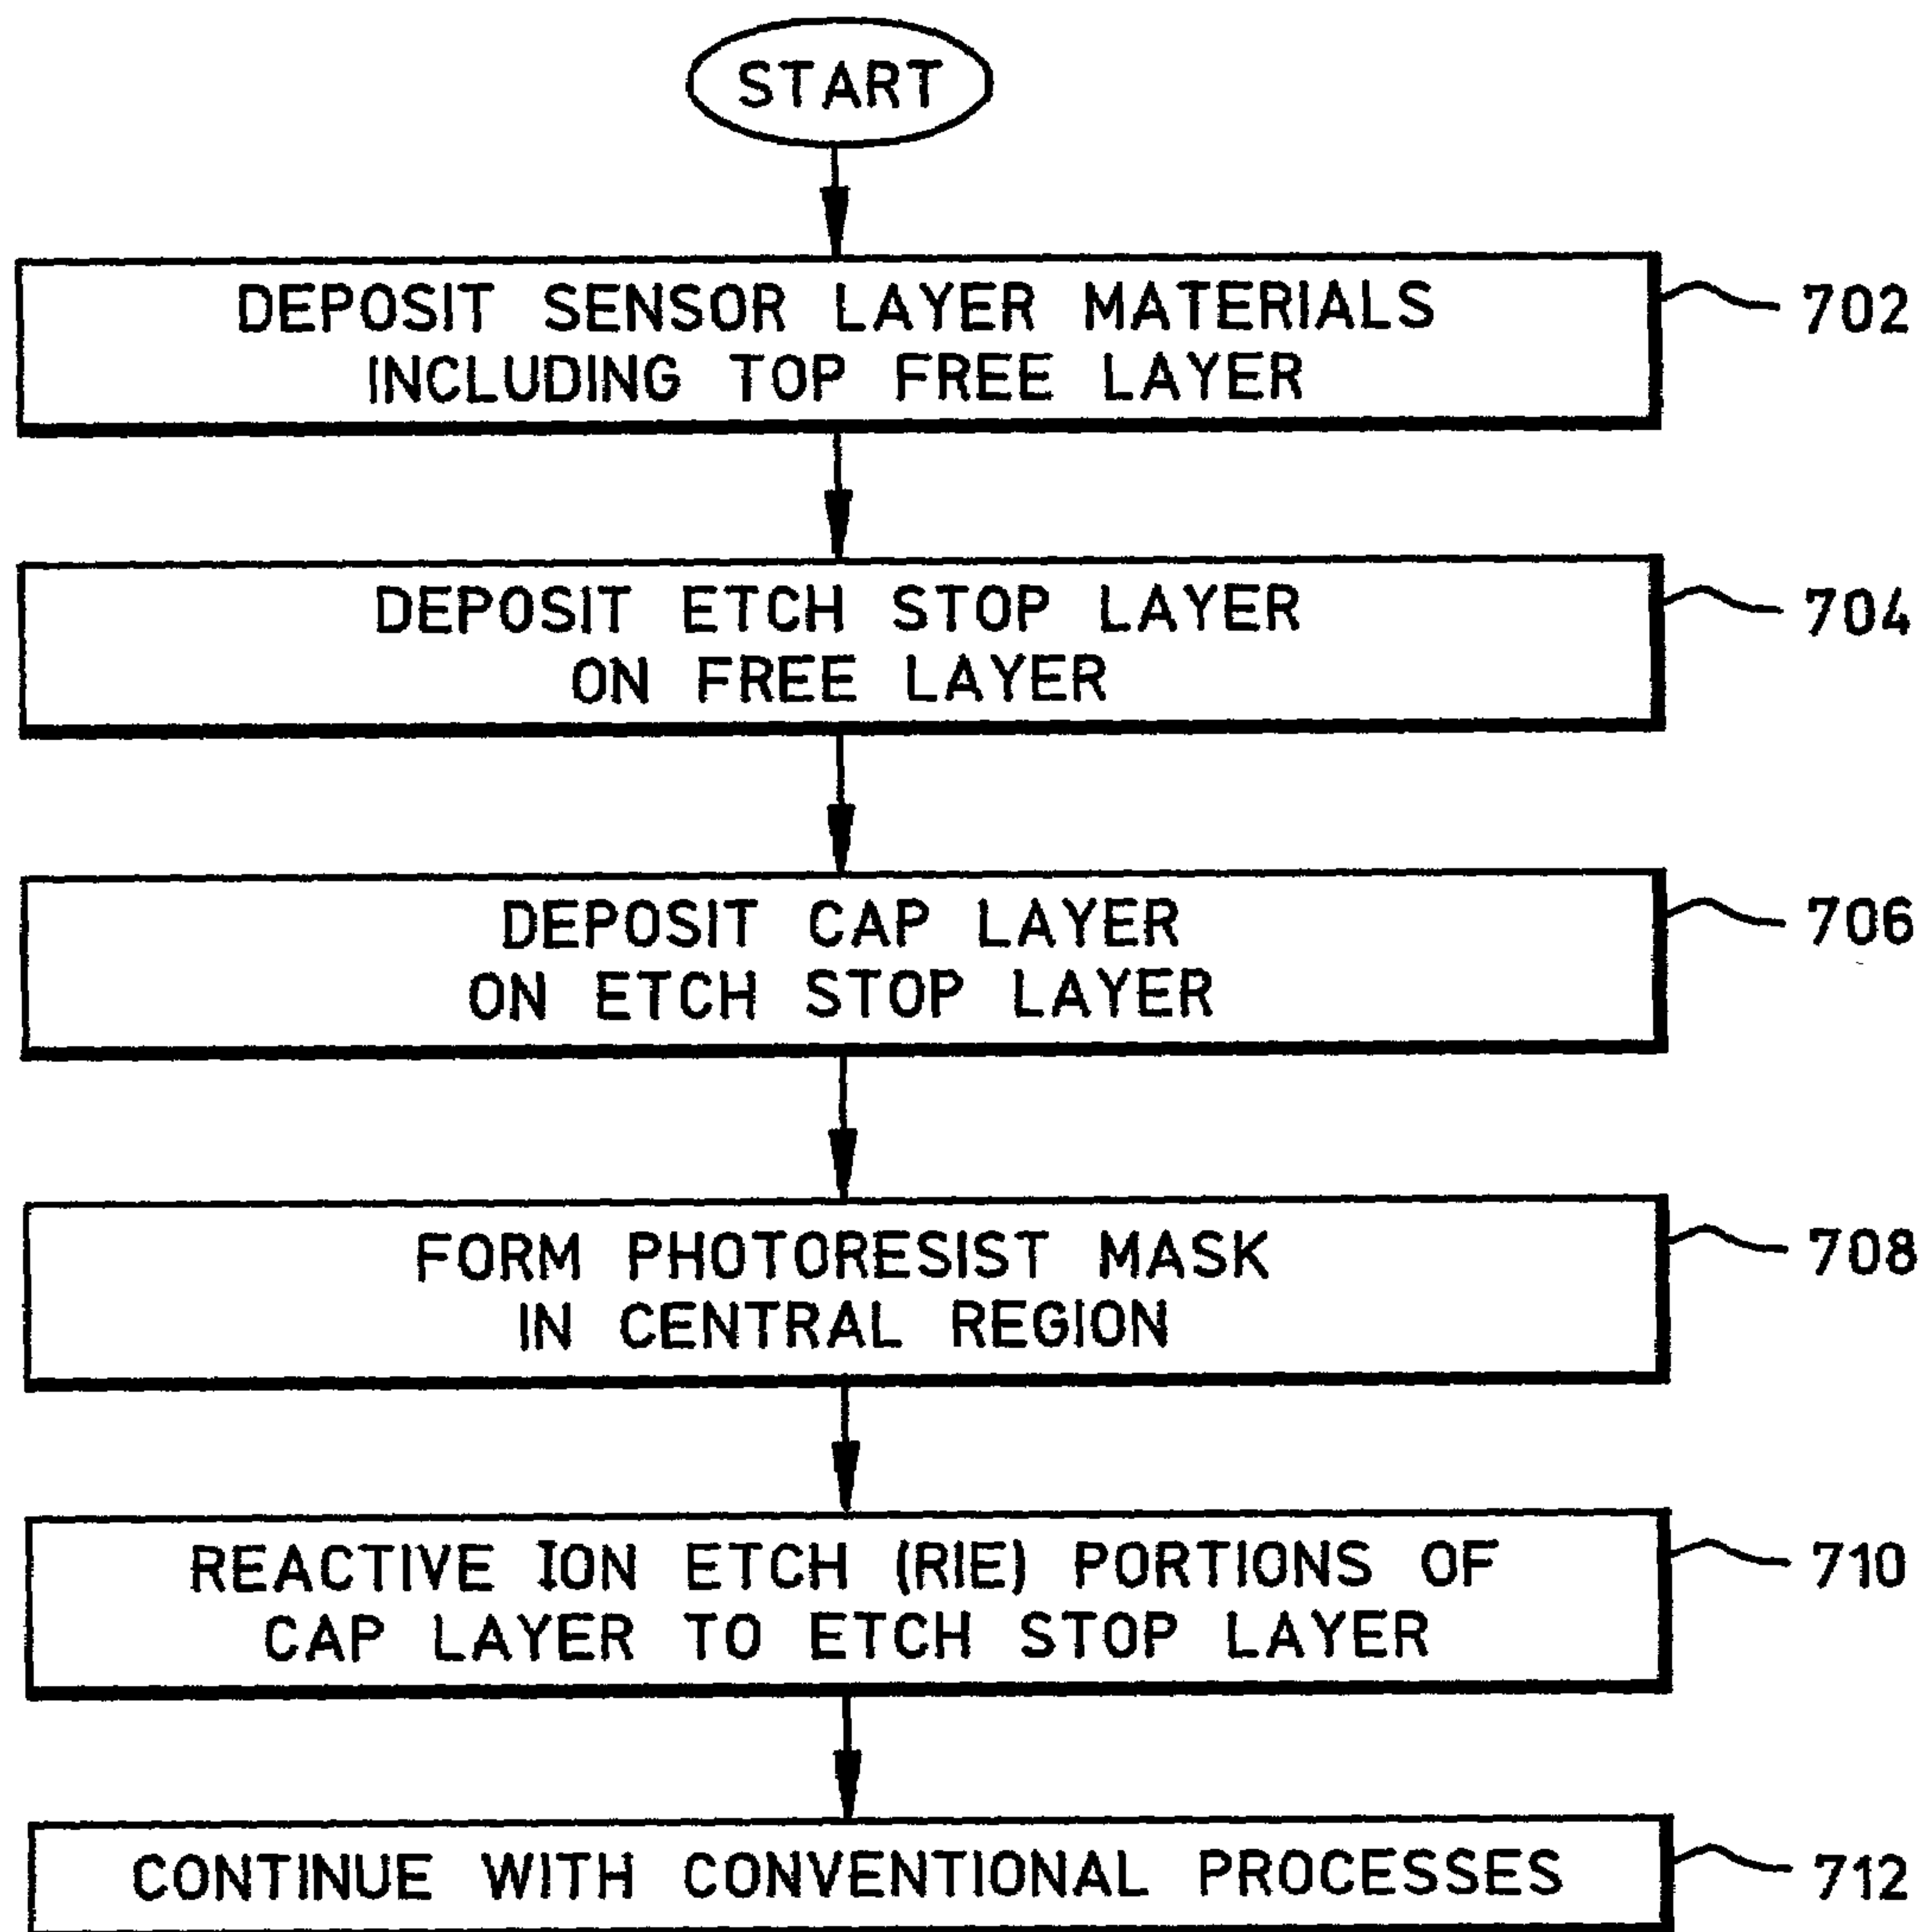 START
DEPOSIT SENSOR LAYER MATERIALS
INCLUDING TOP FREE LAYER
702
DEPOSIT ETCH STOP LAYER
ON FREE LAYER
704
DEPOSIT CAP LAYER
ON ETCH STOP LAYER
706
FORM PHOTORESIST MASK
IN CENTRAL REGION
708
REACTIVE ION ETCH (RIE) PORTIONS OF
CAP LAYER TO ETCH STOP LAYER
710
CONTINUE WITH CONVENTIONAL PROCESSES
712